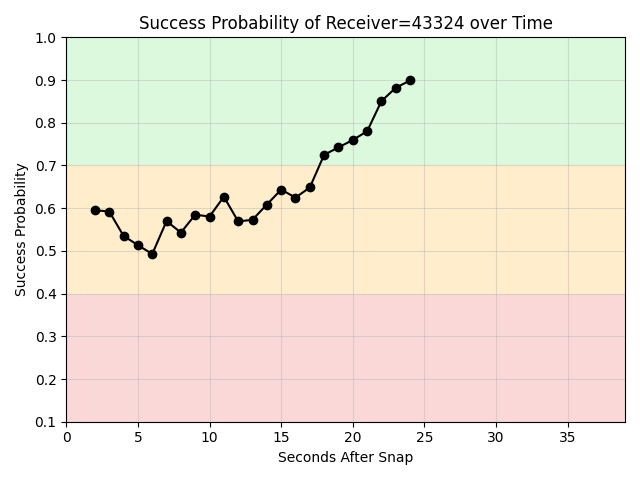 Success Probability of Receiver=43324 over Time
1.0
0.9
0.8
0.7
0.6
0.5
0.4
0.3
0.2
0.1
Success Probability
0 5 10 15 20 25 30 35
Seconds After Snap